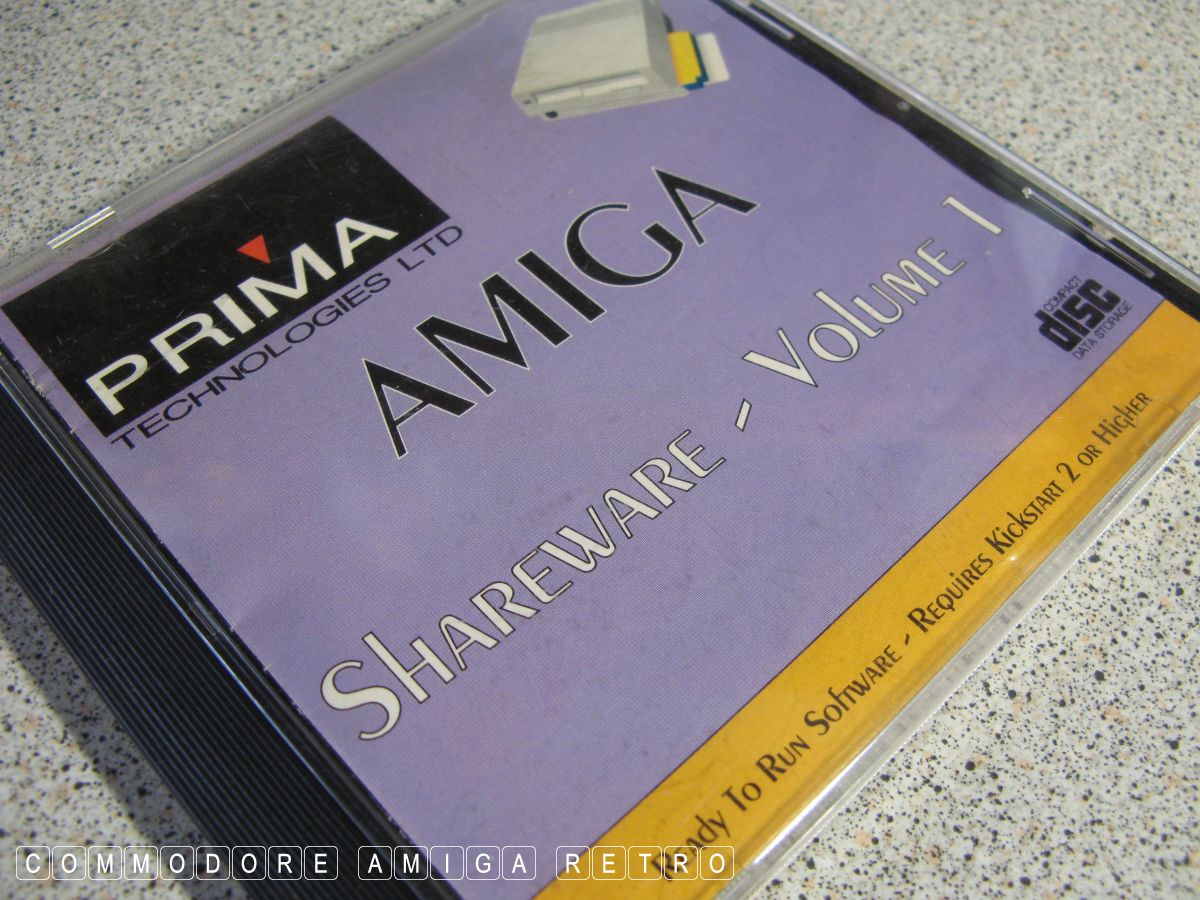 PRIMA
TECHNOLOGIES LTD
AMIGA
SHAREWARE - VOLUME 1
COMPACT
disc
DATA STORAGE
READY TO RUN SOFTWARE - REQUIRES KICKSTART 2 OR HIGHER
COMMODORE AMIGA RETRO